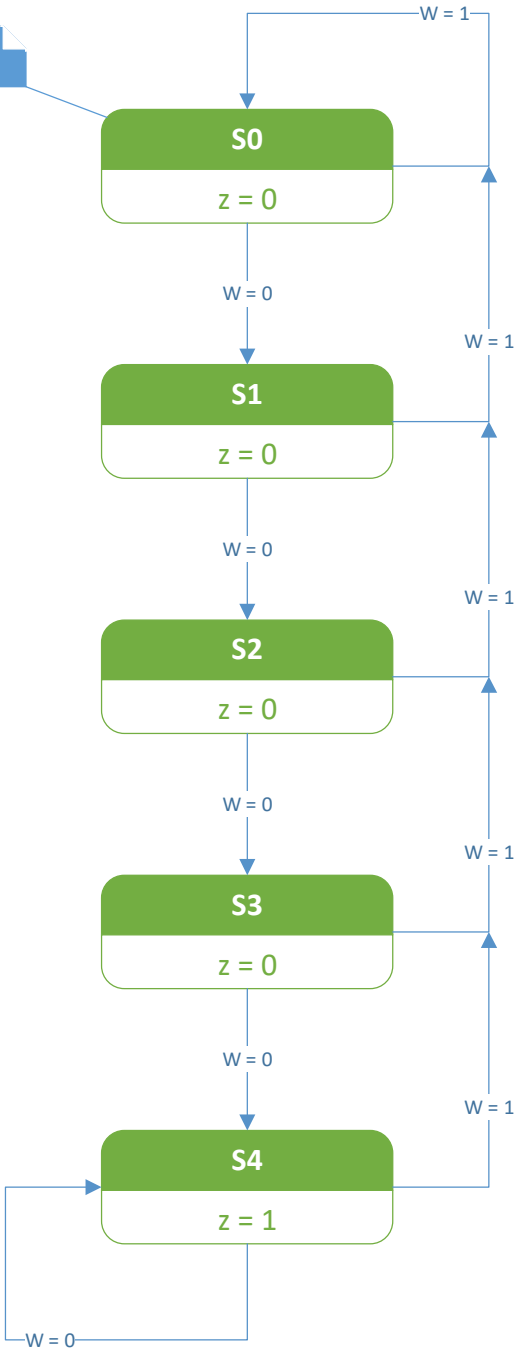 W = 1
S0
z = 0
W = 0
W = 1
S1
z = 0
W = 0
W = 1
S2
z = 0
W = 0
W = 1
S3
z = 0
W = 0
W = 1
S4
z = 1
W = 0